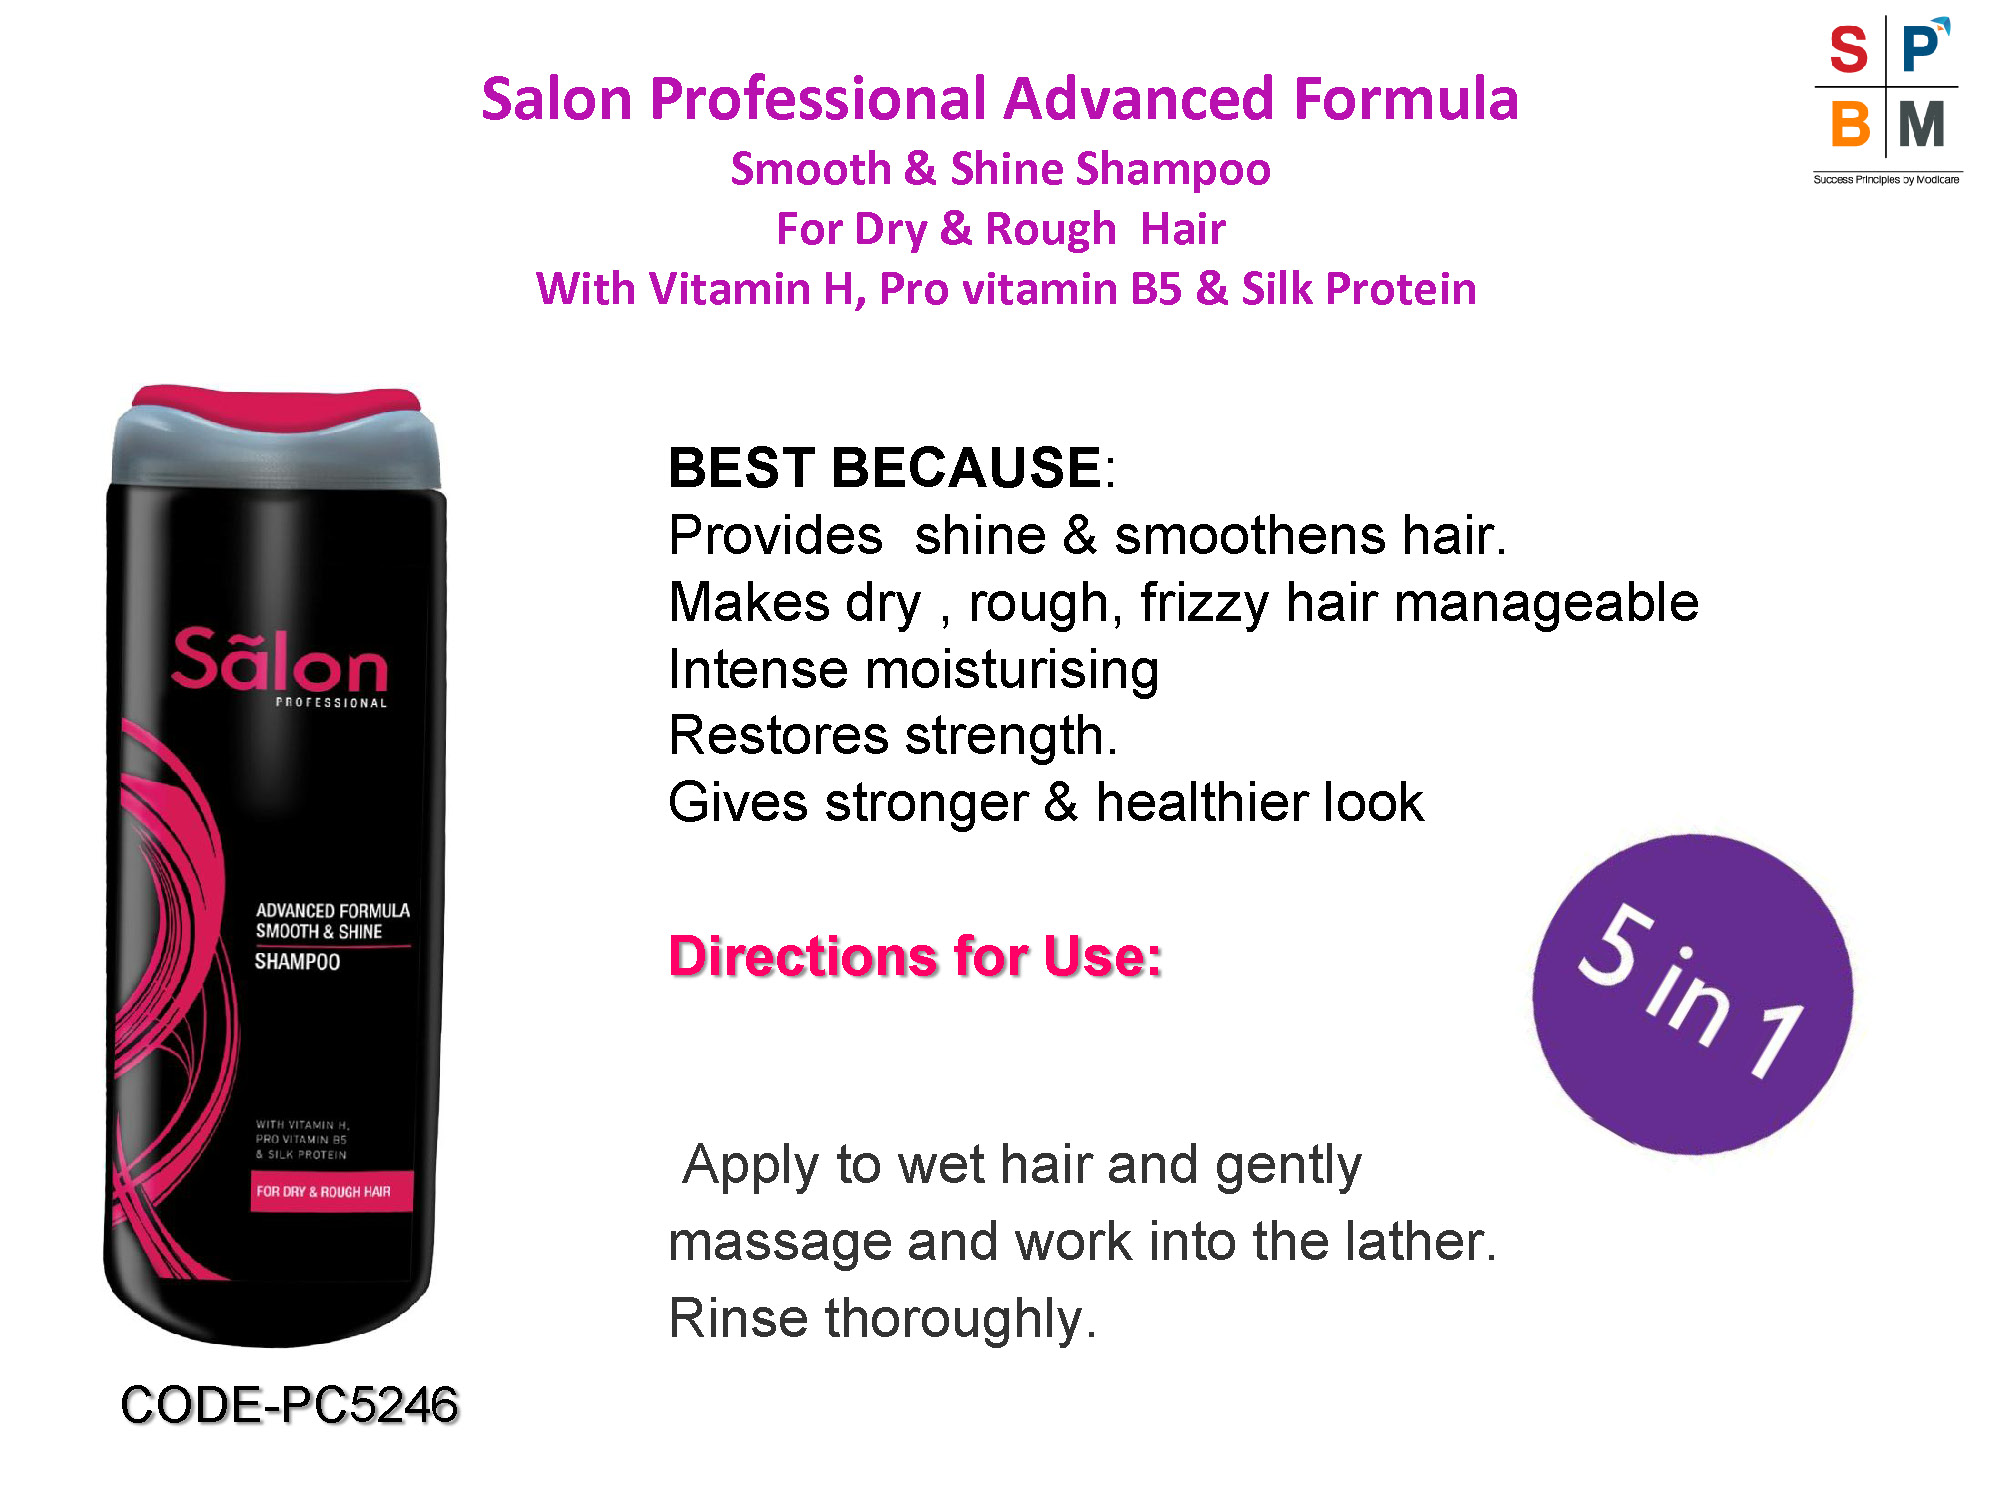 Salon Professional Advanced Formula
Smooth & Shine Shampoo
For Dry & Rough Hair
With Vitamin H, Pro vitamin B5 & Silk Protein
S P
B M
Success Principles by Modicare
BEST BECAUSE:
Provides shine & smoothens hair.
Makes dry , rough, frizzy hair manageable
Intense moisturising
Restores strength.
Gives stronger & healthier look
Directions for Use:
Apply to wet hair and gently
massage and work into the lather.
Rinse thoroughly.
5 in 1
Sãlon
PROFESSIONAL
ADVANCED FORMULA
SMOOTH & SHINE
SHAMPOO
WITH VITAMIN H,
PRO VITAMIN B5
& SILK PROTEIN
FOR DRY & ROUGH HAIR
CODE-PC5246